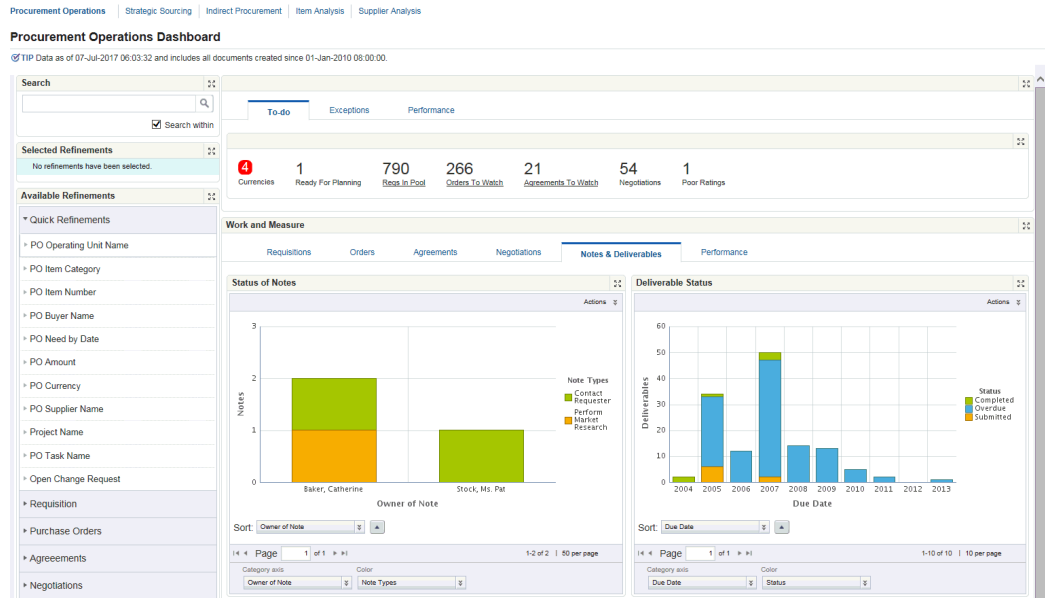 Procurement Operations Strategic Sourcing Indirect Procurement Item Analysis Supplier Analysis
Procurement Operations Dashboard
TIP Data as of 07-Jul-2017 06:03:32 and includes all documents created since 01-Jan-2010 08:00:00.
Search
Search within
Selected Refinements
No refinements have been selected.
Available Refinements
Quick Refinements
PO Operating Unit Name
PO Item Category
PO Item Number
PO Buyer Name
PO Need by Date
PO Amount
PO Currency
PO Supplier Name
Project Name
PO Task Name
Open Change Request
Requisition
Purchase Orders
Agreeements
Negotiations
To-do Exceptions Performance
4 1 790 266 21 54 1
Currencies Ready For Planning Reqs In Pool Orders To Watch Agreements To Watch Negotiations Poor Ratings
Work and Measure
Requisitions Orders Agreements Negotiations Notes & Deliverables Performance
Status of Notes
Actions
3
2
1
0
Notes
Baker, Catherine Stock, Ms. Pat
Owner of Note
Note Types
Contact
Requester
Perform
Market
Research
Sort: Owner of Note
Page 1 of 1 1-2 of 2 | 50 per page
Category axis Color
Owner of Note Note Types
Deliverable Status
Actions
60
50
40
30
20
10
0
Deliverables
2004 2005 2006 2007 2008 2009 2010 2011 2012 2013
Due Date
Status
Completed
Overdue
Submitted
Sort: Due Date
Page 1 of 1 1-10 of 10 | 10 per page
Category axis Color
Due Date Status